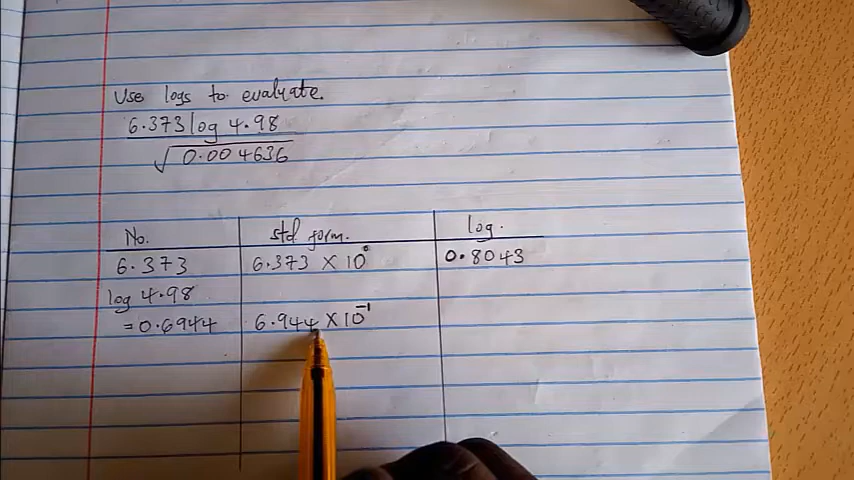 Use logs to evaluate.
6.373 log 4.98
√0.004636
No. std form. log.
6.373 6.373 × 10⁰ 0.8043
log 4.98
=0.6944 6.944 × 10⁻¹